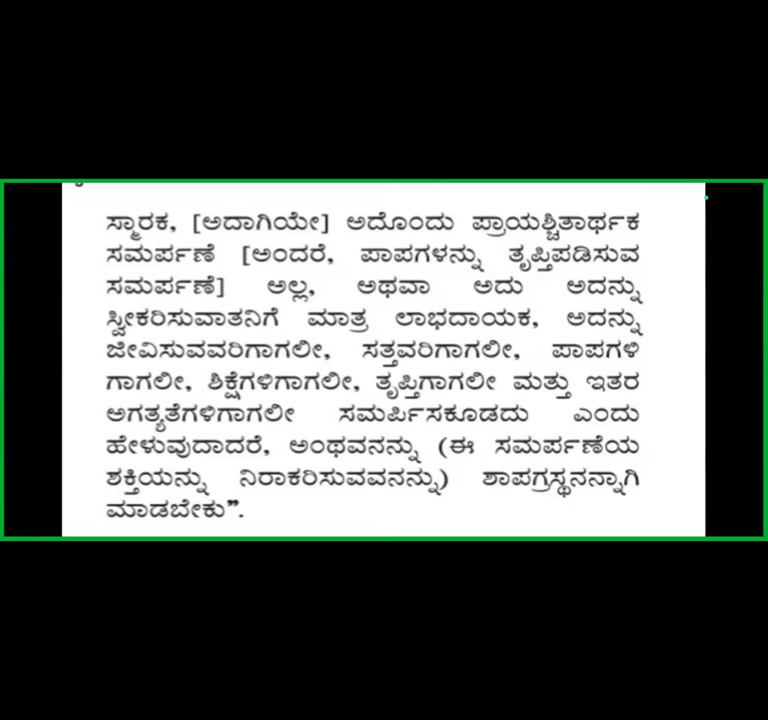 ಸ್ಮಾರಕ, [ಅದಾಗಿಯೇ] ಅದೊಂದು ಪ್ರಾಯಶ್ಚಿತಾರ್ಥಕ
ಸಮರ್ಪಣೆ [ಅಂದರೆ, ಪಾಪಗಳನ್ನು ತೃಪ್ತಿಪಡಿಸುವ
ಸಮರ್ಪಣೆ] ಅಲ್ಲ, ಅಥವಾ ಅದು ಅದನ್ನು
ಸ್ವೀಕರಿಸುವಾತನಿಗೆ ಮಾತ್ರ ಲಾಭದಾಯಕ, ಅದನ್ನು
ಜೀವಿಸುವವರಿಗಾಗಲೀ, ಸತ್ತವರಿಗಾಗಲೀ, ಪಾಪಗಳಿ
ಗಾಗಲೀ, ಶಿಕ್ಷೆಗಳಿಗಾಗಲೀ, ತೃಪ್ತಿಗಾಗಲೀ ಮತ್ತು ಇತರ
ಅಗತ್ಯತೆಗಳಿಗಾಗಲೀ ಸಮರ್ಪಿಸಕೂಡದು ಎಂದು
ಹೇಳುವುದಾದರೆ, ಅಂಥವನನ್ನು (ಈ ಸಮರ್ಪಣೆಯ
ಶಕ್ತಿಯನ್ನು ನಿರಾಕರಿಸುವವನನ್ನು) ಶಾಪಗ್ರಸ್ಥನನ್ನಾಗಿ
ಮಾಡಬೇಕು”.